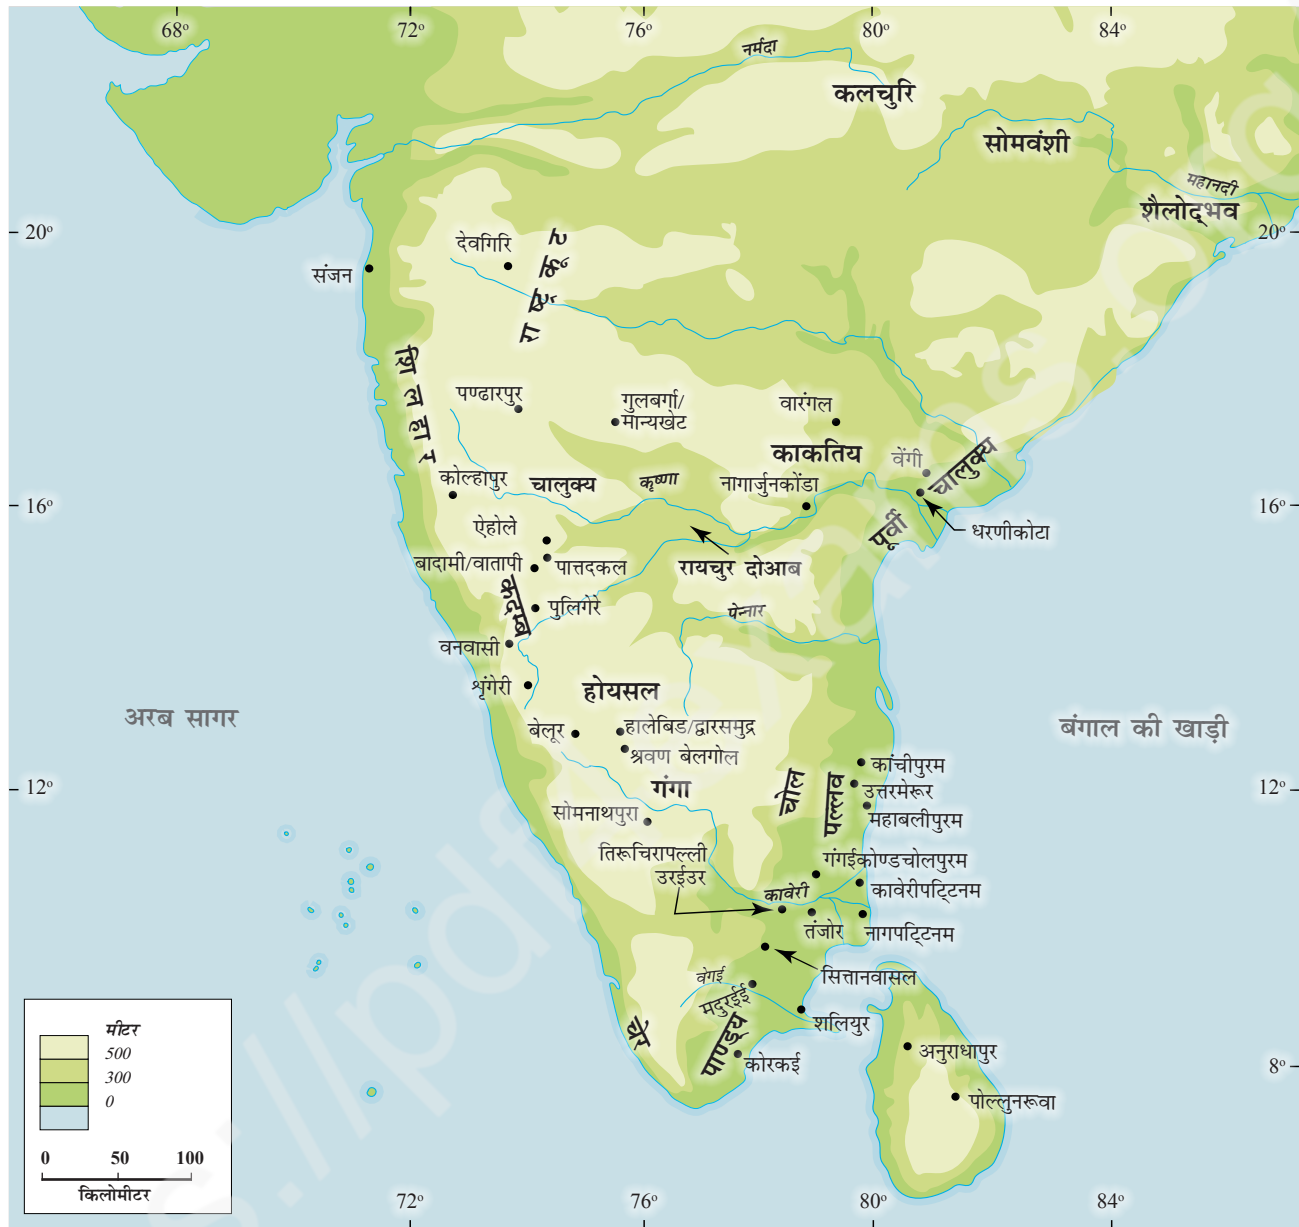 68° 72° 76° 80° 84°
नर्मदा
कलचुरि
सोमवंशी
महानदी
शैलोद्भव
20° 20°
देवगिरि
राष्ट्रकूट
संजन
शिलाहार
पण्ढारपुर
गुलबर्गा/
मान्यखेट
वारंगल
काकतिय
वेंगी
पूर्वी चालुक्य
कोल्हापुर
चालुक्य
कृष्णा
नागार्जुनकोंडा
16° 16°
ऐहोले
धरणीकोटा
बादामी/वातापी
पात्तदकल
रायचुर दोआब
कदम्ब
पुलिगेरे
पेन्नार
वनवासी
शृंगेरी
होयसल
अरब सागर
बंगाल की खाड़ी
बेलूर
हालेबिड/द्वारसमुद्र
श्रवण बेलगोल
गंगा
चोल
पल्लव
कांचीपुरम
12° 12°
उत्तरमेरूर
सोमनाथपुरा
महाबलीपुरम
तिरूचिरापल्ली
उरईउर
गंगईकोण्डचोलपुरम
कावेरी
कावेरीपट्टिनम
तंजोर
नागपट्टिनम
सित्तानवासल
वेगई
मदुरईई
शलियुर
चेर
पाण्ड्य
कोरकई
अनुराधापुर
8°
पोल्लुनरूवा
मीटर
500
300
0
0 50 100
किलोमीटर
72° 76° 80° 84°